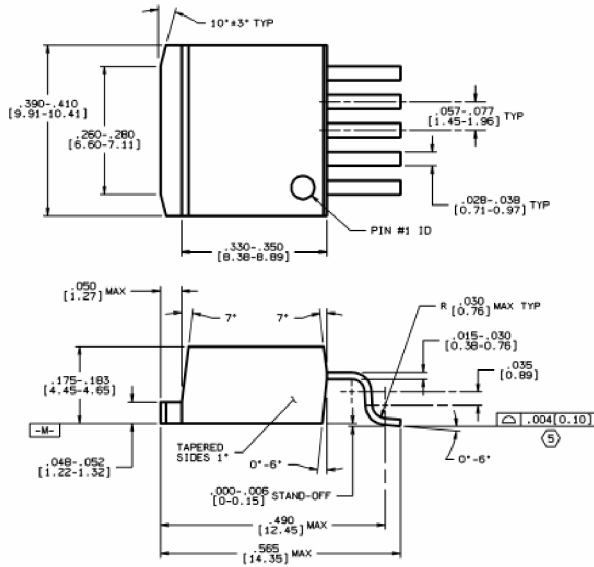 10°±3° TYP
.390-.410
[9.91-10.41]
.260-.280
[6.60-7.11]
.057-.077 TYP
[1.45-1.96]
.028-.038 TYP
[0.71-0.97]
PIN #1 ID
.330-.350
[8.38-8.89]
.050 MAX
[1.27]
7°
7°
R .030 MAX TYP
[0.76]
.015-.030
[0.38-0.76]
.035
[0.89]
.175-.183
[4.45-4.65]
.004[0.10]
5
-M-
TAPERED
SIDES 1°
0°-6°
0°-6°
.048-.052
[1.22-1.32]
.000-.006 STAND-OFF
[0-0.15]
.490 MAX
[12.45]
.565 MAX
[14.35]